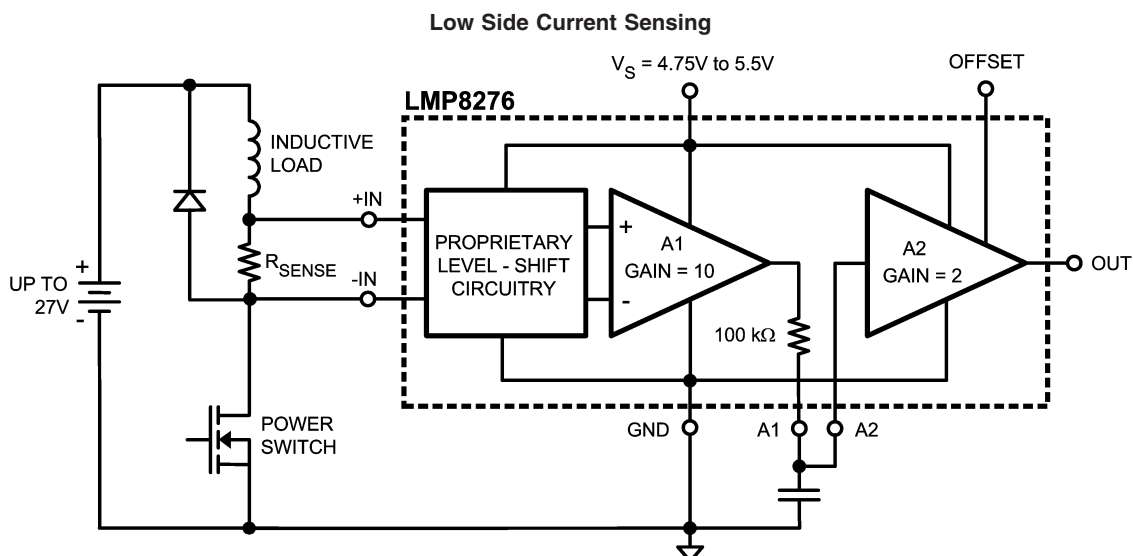 Low Side Current Sensing
V_S = 4.75V to 5.5V
OFFSET
LMP8276
INDUCTIVE
LOAD
+IN
PROPRIETARY
LEVEL - SHIFT
CIRCUITRY
+
-
A1
GAIN = 10
A2
GAIN = 2
OUT
R_SENSE
-IN
+
UP TO
27V
-
100 kΩ
POWER
SWITCH
GND
A1
A2